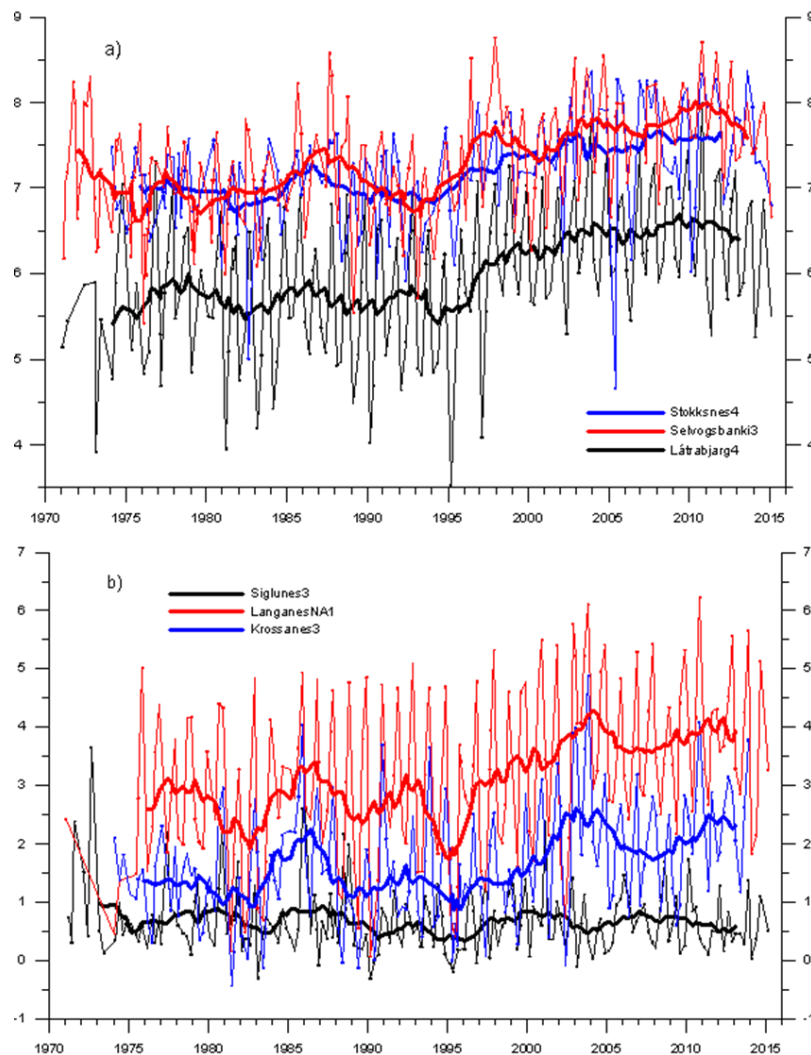 a)
9 9
8 8
7 7
6 6
5 5
4 4
Stokksnes4
Selvogsbanki3
Látrabjarg4
1970 1975 1980 1985 1990 1995 2000 2005 2010 2015
b)
7 7
6 6
5 5
4 4
3 3
2 2
1 1
0 0
-1 -1
Siglunes3
LanganesNA1
Krossanes3
1970 1975 1980 1985 1990 1995 2000 2005 2010 2015